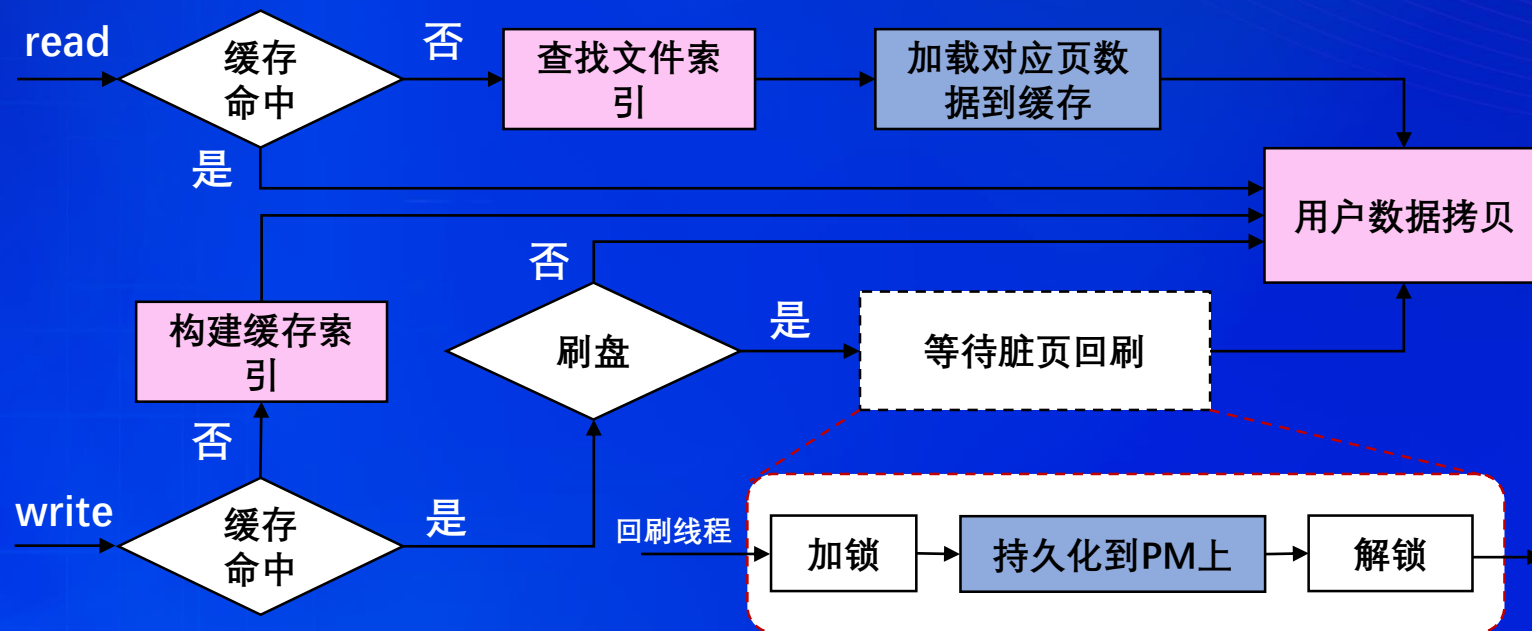 read
缓存
命中
否
查找文件索
引
加载对应页数
据到缓存
是
用户数据拷贝
否
构建缓存索
引
刷盘
是
等待脏页回刷
否
write
缓存
命中
是
回刷线程
加锁
持久化到PM上
解锁